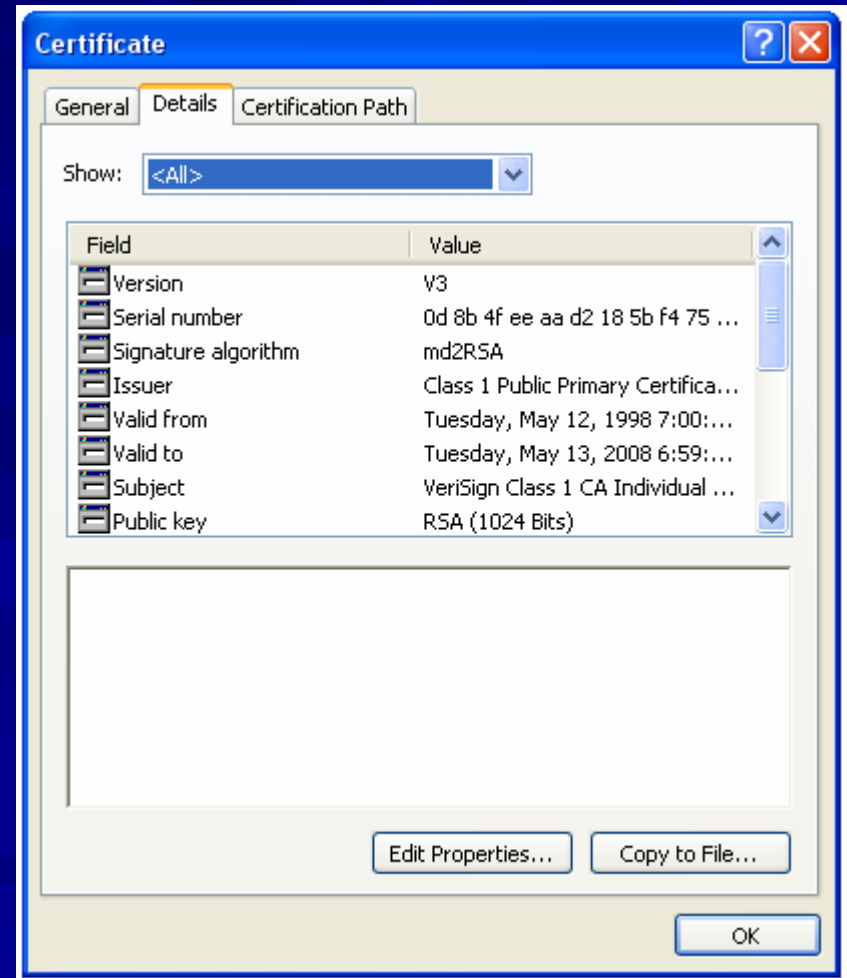 Certificate
General Details Certification Path
Show: <All>
Field Value
Version V3
Serial number 0d 8b 4f ee aa d2 18 5b f4 75 ...
Signature algorithm md2RSA
Issuer Class 1 Public Primary Certifica...
Valid from Tuesday, May 12, 1998 7:00:...
Valid to Tuesday, May 13, 2008 6:59:...
Subject VeriSign Class 1 CA Individual ...
Public key RSA (1024 Bits)
Edit Properties... Copy to File...
OK